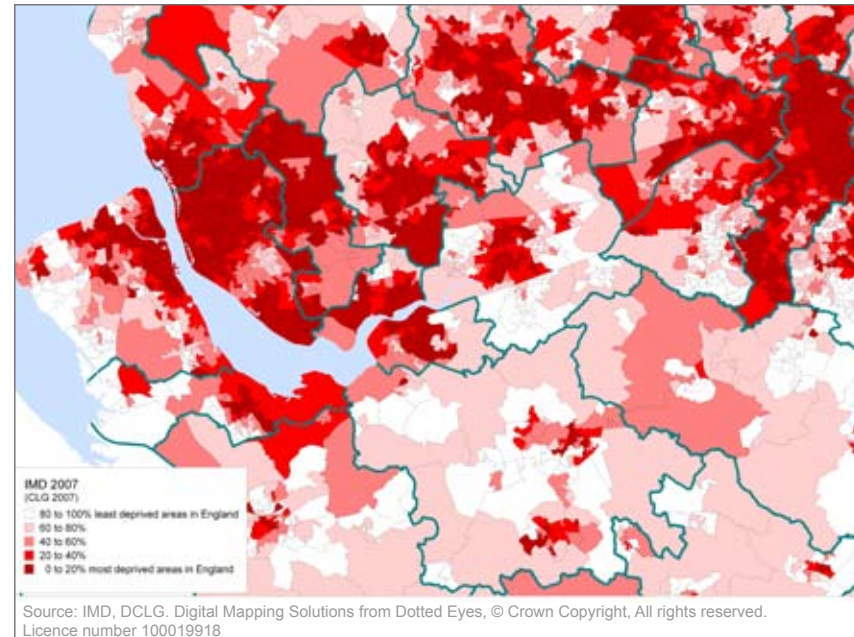 IMD 2007
(CLG 2007)
80 to 100% least deprived areas in England
60 to 80%
40 to 60%
20 to 40%
0 to 20% most deprived areas in England
Source: IMD, DCLG. Digital Mapping Solutions from Dotted Eyes, © Crown Copyright, All rights reserved.
Licence number 100019918